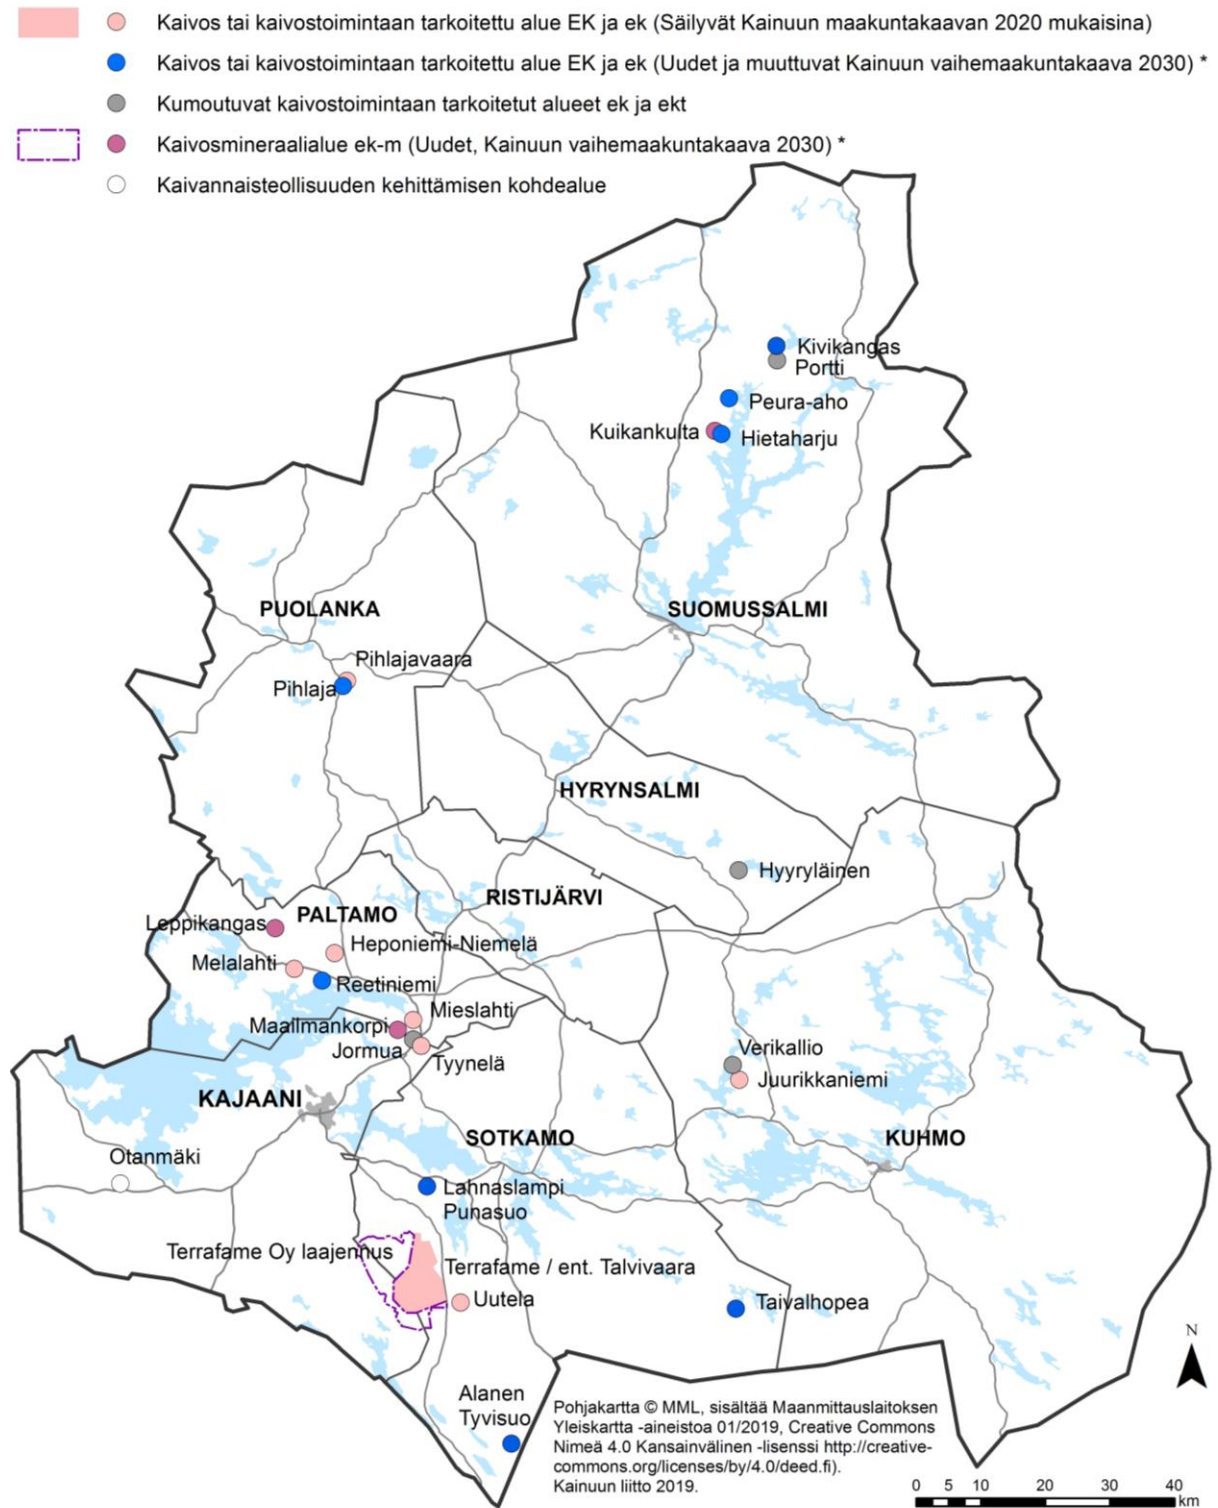 Kaivos tai kaivostoimintaan tarkoitettu alue EK ja ek (Säilyvät Kainuun maakuntakaavan 2020 mukaisina)
Kaivos tai kaivostoimintaan tarkoitettu alue EK ja ek (Uudet ja muuttuvat Kainuun vaihemaakuntakaava 2030) *
Kumoutuvat kaivostoimintaan tarkoitetut alueet ek ja ekt
Kaivosmineraalialue ek-m (Uudet, Kainuun vaihemaakuntakaava 2030) *
Kaivannaisteollisuuden kehittämisen kohdealue
Kivikangas
Portti
Peura-aho
Kuikankulta
Hietaharju
PUOLANKA
SUOMUSSALMI
Pihlajavaara
Pihlaja
HYRYNSALMI
Hyyryläinen
RISTIJÄRVI
PALTAMO
Leppikangas
Heponiemi-Niemelä
Melalahti
Reetiniemi
Mieslahti
Maailmankorpi
Jormua
Tyynelä
Verikallio
Juurikkaniemi
KAJAANI
SOTKAMO
KUHMO
Otanmäki
Lahnaslampi
Punasuo
Terrafame Oy laajennus
Terrafame / ent. Talvivaara
Uutela
Taivalhopea
Alanen
Tyvisuo
N
Pohjakartta © MML, sisältää Maanmittauslaitoksen
Yleiskartta -aineistoa 01/2019, Creative Commons
Nimeä 4.0 Kansainvälinen -lisenssi http://creative-
commons.org/licenses/by/4.0/deed.fi).
Kainuun liitto 2019.
0 5 10 20 30 40
km